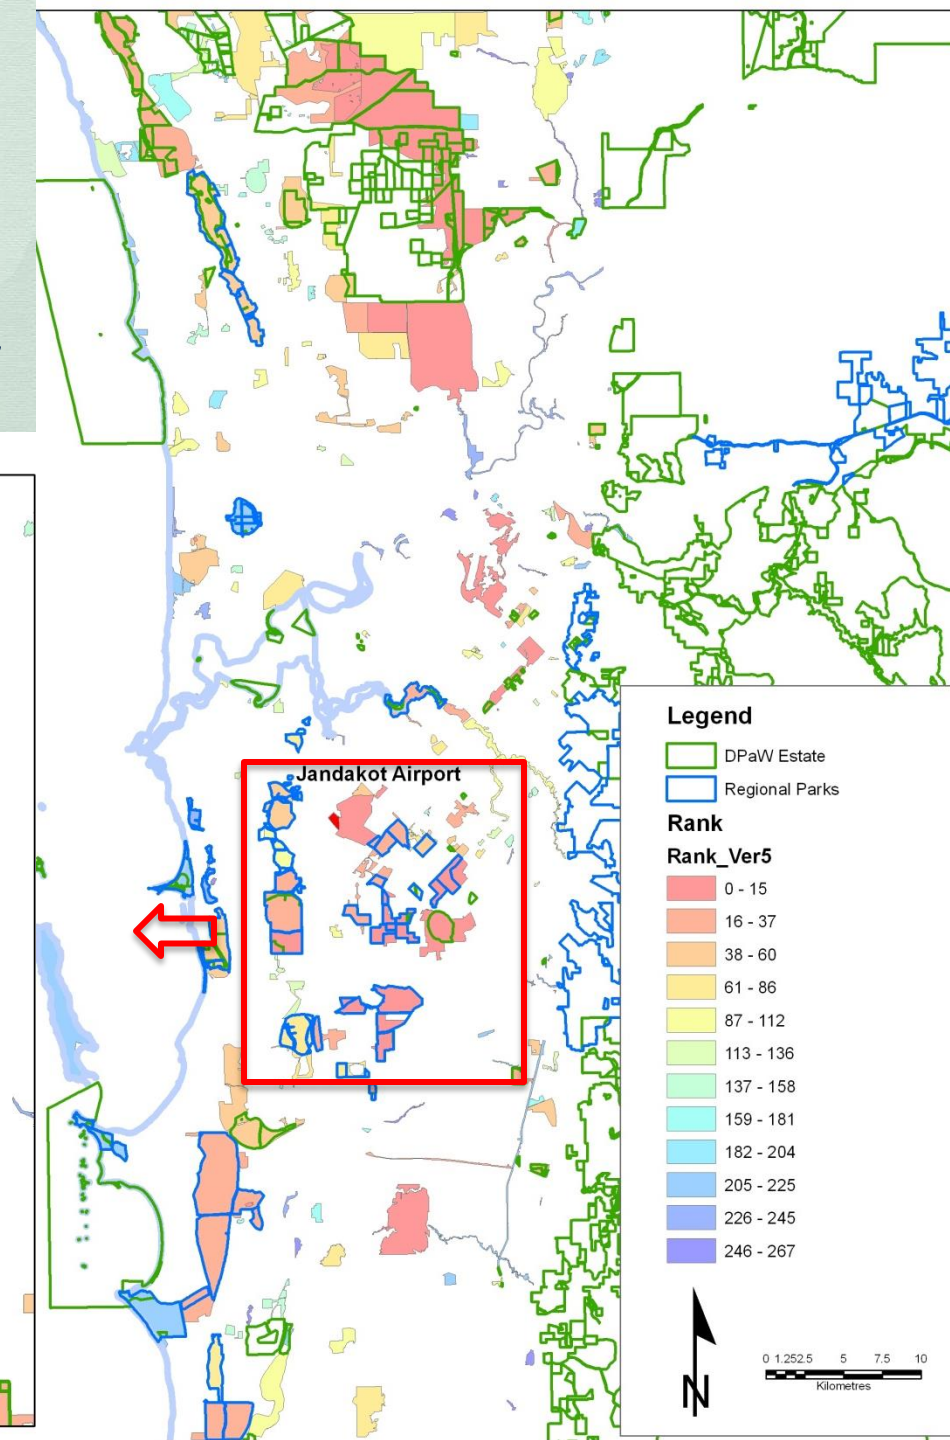 Jandakot Airport
Legend
DPaW Estate
Regional Parks
Rank
Rank_Ver5
0 - 15
16 - 37
38 - 60
61 - 86
87 - 112
113 - 136
137 - 158
159 - 181
182 - 204
205 - 225
226 - 245
246 - 267
N
0 1.252.5 5 7.5 10
Kilometres